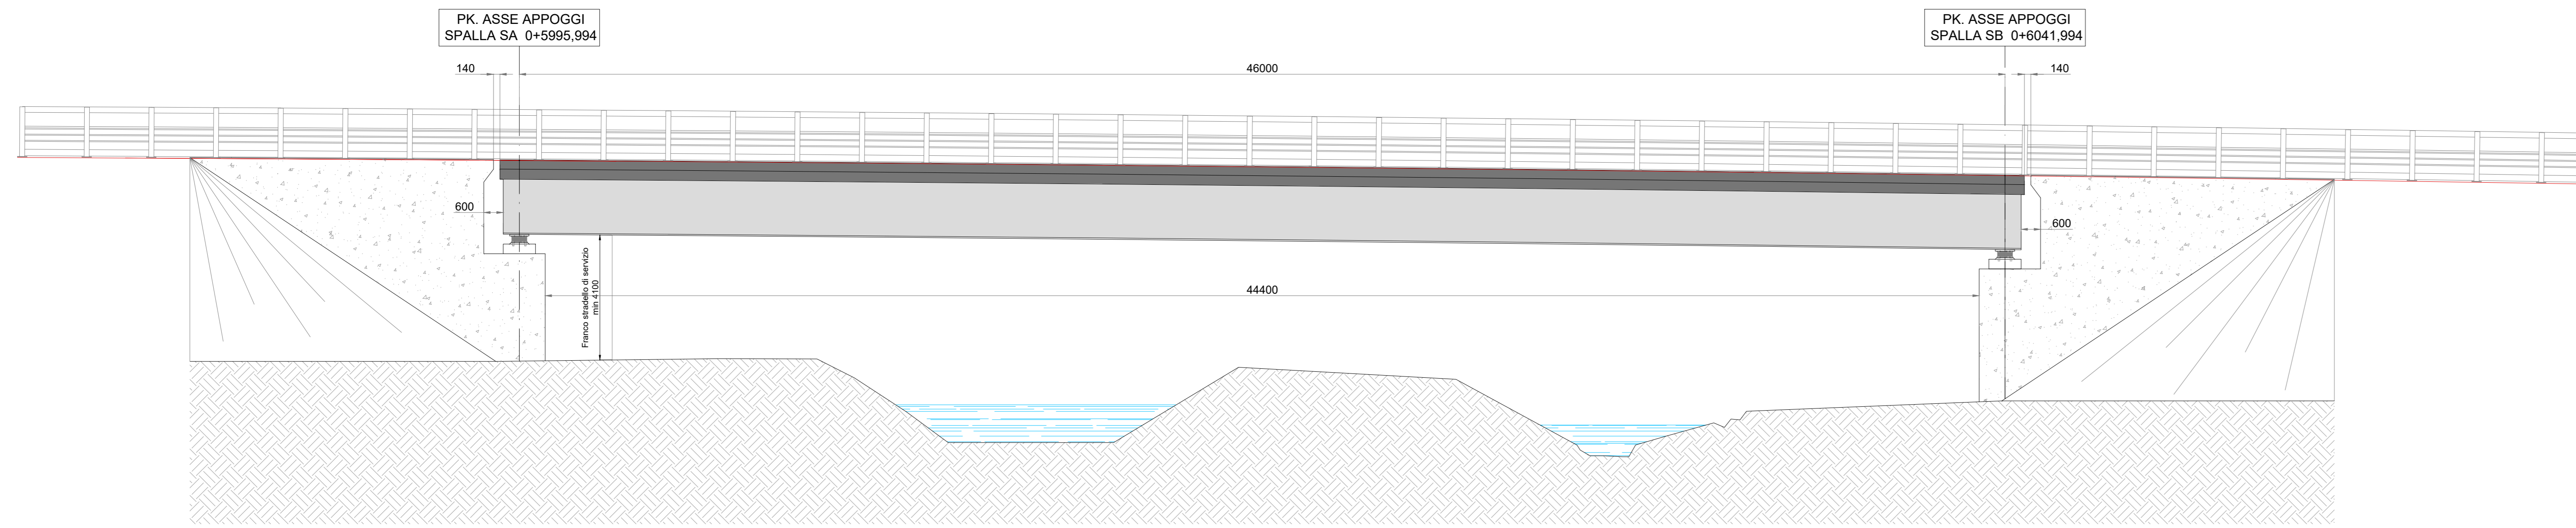 PK. ASSE APPOGGI
SPALLA SA 0+5995,994
PK. ASSE APPOGGI
SPALLA SB 0+6041,994
140
46000
140
600
600
Franco stradello di servizio
min 4100
44400